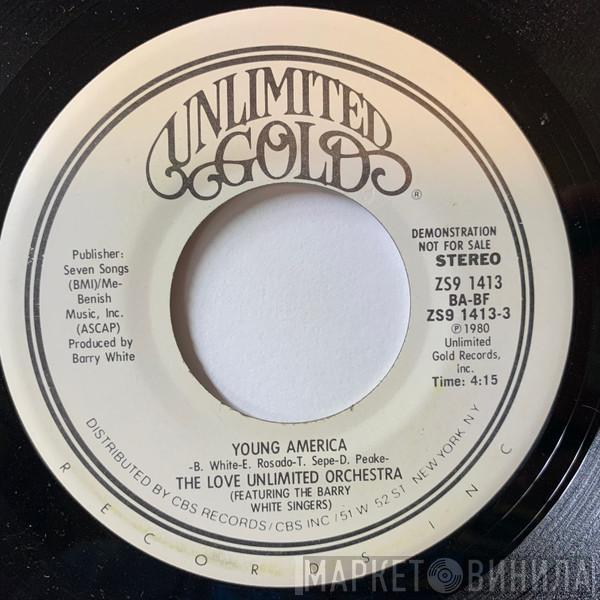 UNLIMITED
GOLD
®
Publisher:
Seven Songs
(BMI)/Me-
Benish
Music, Inc.
(ASCAP)
Produced by
Barry White
DEMONSTRATION
NOT FOR SALE
STEREO
ZS9 1413
BA-BF
ZS9 1413-3
℗1980
Unlimited
Gold Records,
inc.
Time: 4:15
YOUNG AMERICA
-B. White-E. Rosado-T. Sepe-D. Peake-
THE LOVE UNLIMITED ORCHESTRA
(FEATURING THE BARRY
WHITE SINGERS)
DISTRIBUTED BY CBS RECORDS/CBS INC/51 W 52 ST NEW YORK NY
RECORDS INC
МАРКЕТ ВИНИЛА